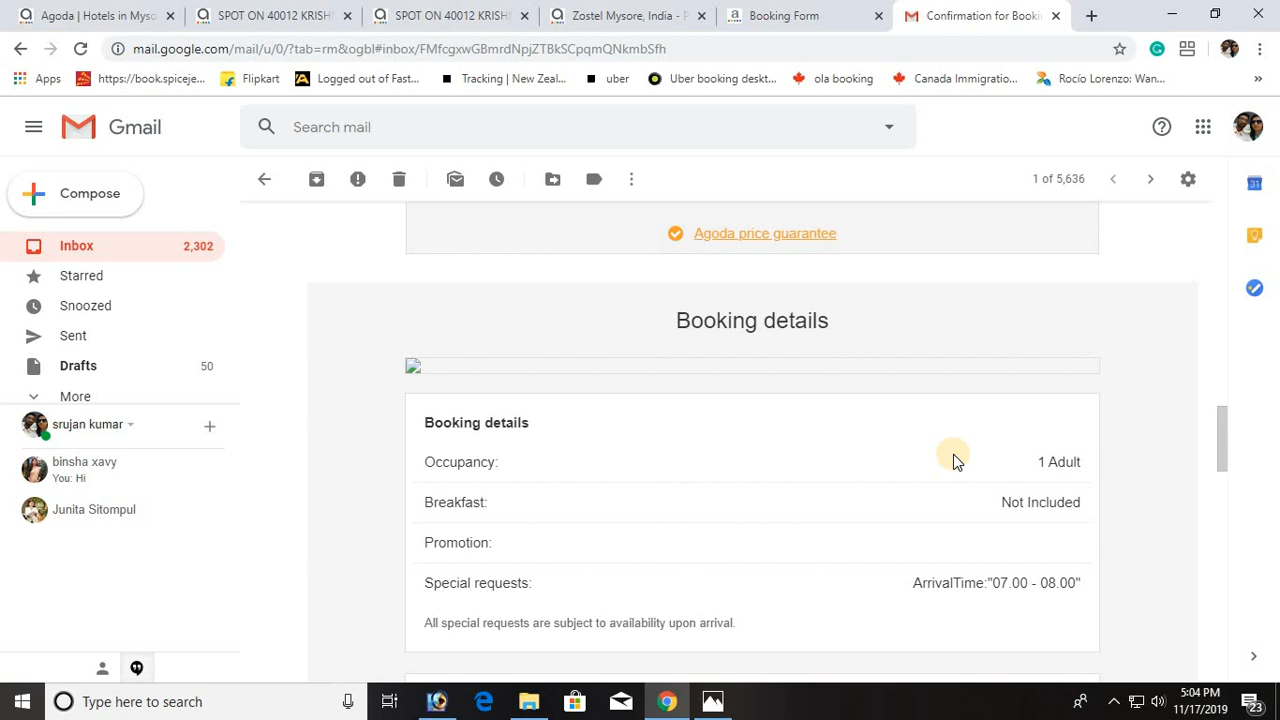 Agoda | Hotels in Myso
SPOT ON 40012 KRISHN
SPOT ON 40012 KRISHN
Zostel Mysore, India - P
Booking Form
Confirmation for Bookin
mail.google.com/mail/u/0/?tab=rm&ogbl#inbox/FMfcgxwGBmrdNpjZTBkSCpqmQNkmbSfh
Apps
https://book.spiceje...
Flipkart
Logged out of Fast...
Tracking | New Zeal...
uber
Uber booking deskt...
ola booking
Canada Immigratio...
Rocío Lorenzo: Wan...
Gmail
Search mail
Compose
1 of 5,636
31
Inbox 2,302
Agoda price guarantee
Starred
Snoozed
Booking details
Sent
Drafts 50
More
srujan kumar
Booking details
binsha xavy
You: Hi
Occupancy: 1 Adult
Breakfast: Not Included
Junita Sitompul
Promotion:
Special requests: ArrivalTime:"07.00 - 08.00"
All special requests are subject to availability upon arrival.
Type here to search
5:04 PM
11/17/2019
23